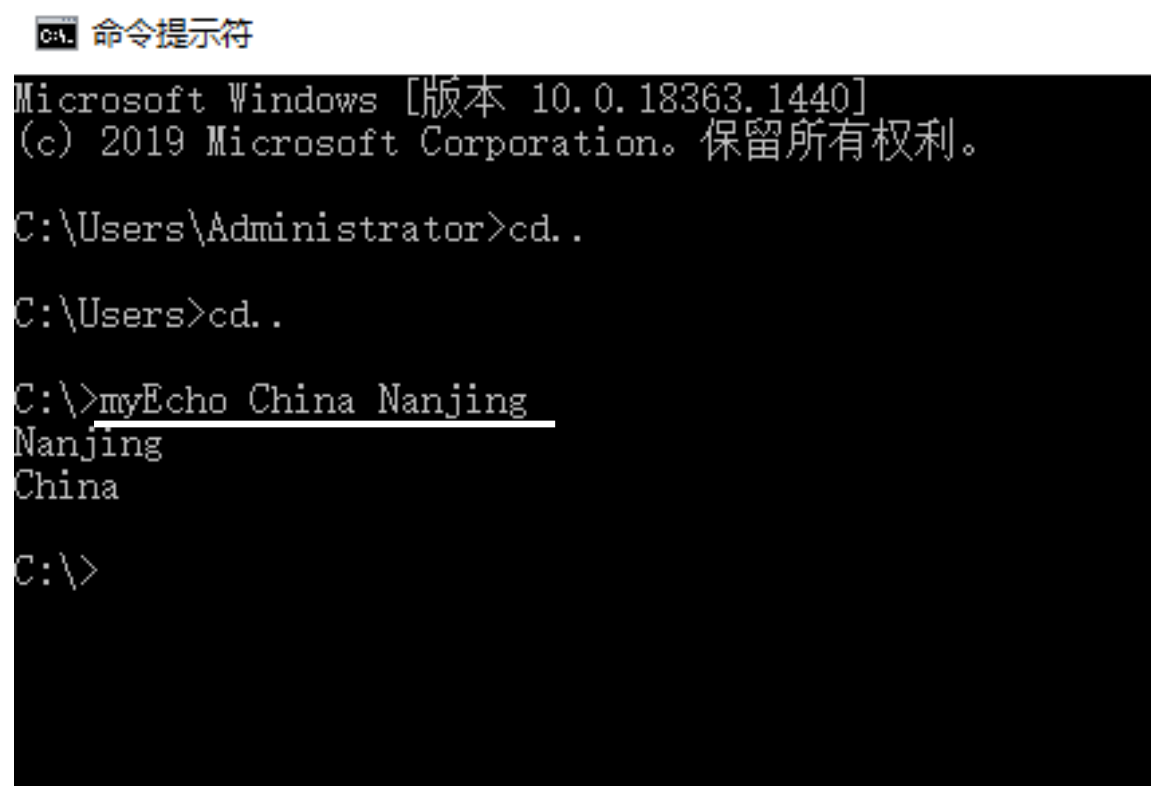 命令提示符
Microsoft Windows [版本 10.0.18363.1440]
(c) 2019 Microsoft Corporation。保留所有权利。
C:\Users\Administrator>cd..
C:\Users>cd..
C:\>myEcho China Nanjing
Nanjing
China
C:\>